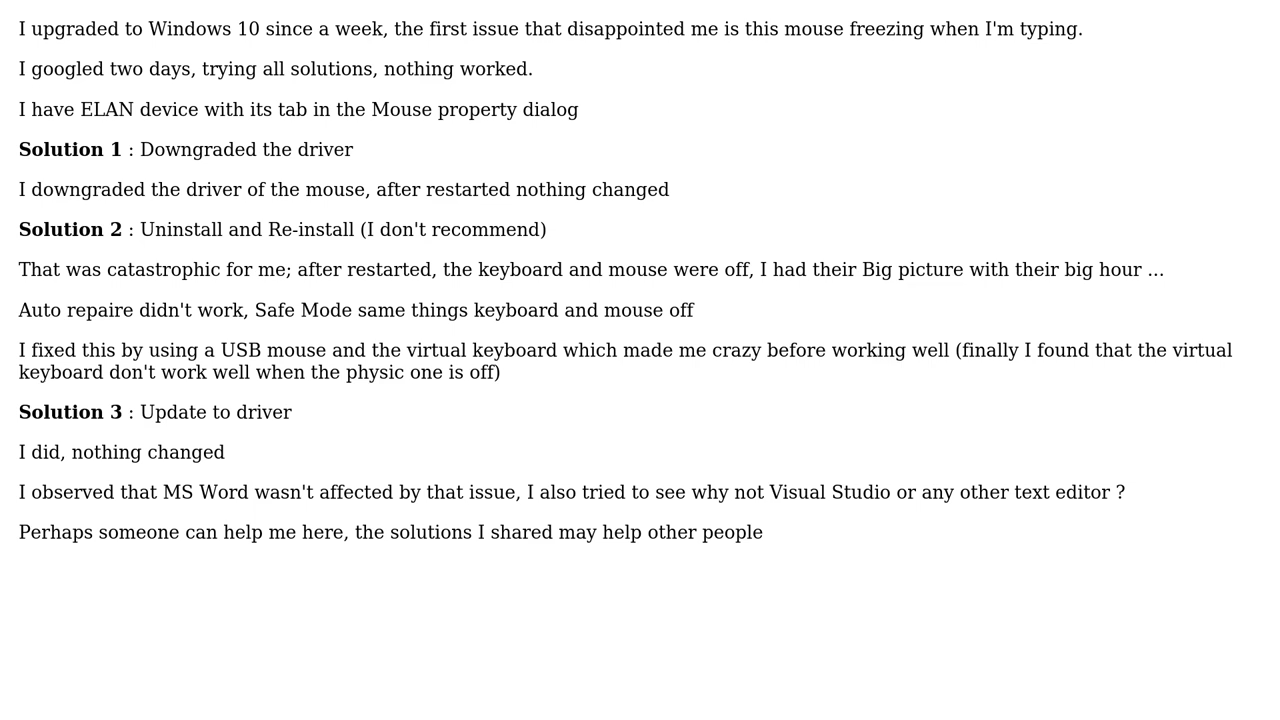 I upgraded to Windows 10 since a week, the first issue that disappointed me is this mouse freezing when I'm typing.
I googled two days, trying all solutions, nothing worked.
I have ELAN device with its tab in the Mouse property dialog
Solution 1 : Downgraded the driver
I downgraded the driver of the mouse, after restarted nothing changed
Solution 2 : Uninstall and Re-install (I don't recommend)
That was catastrophic for me; after restarted, the keyboard and mouse were off, I had their Big picture with their big hour ...
Auto repaire didn't work, Safe Mode same things keyboard and mouse off
I fixed this by using a USB mouse and the virtual keyboard which made me crazy before working well (finally I found that the virtual
keyboard don't work well when the physic one is off)
Solution 3 : Update to driver
I did, nothing changed
I observed that MS Word wasn't affected by that issue, I also tried to see why not Visual Studio or any other text editor ?
Perhaps someone can help me here, the solutions I shared may help other people